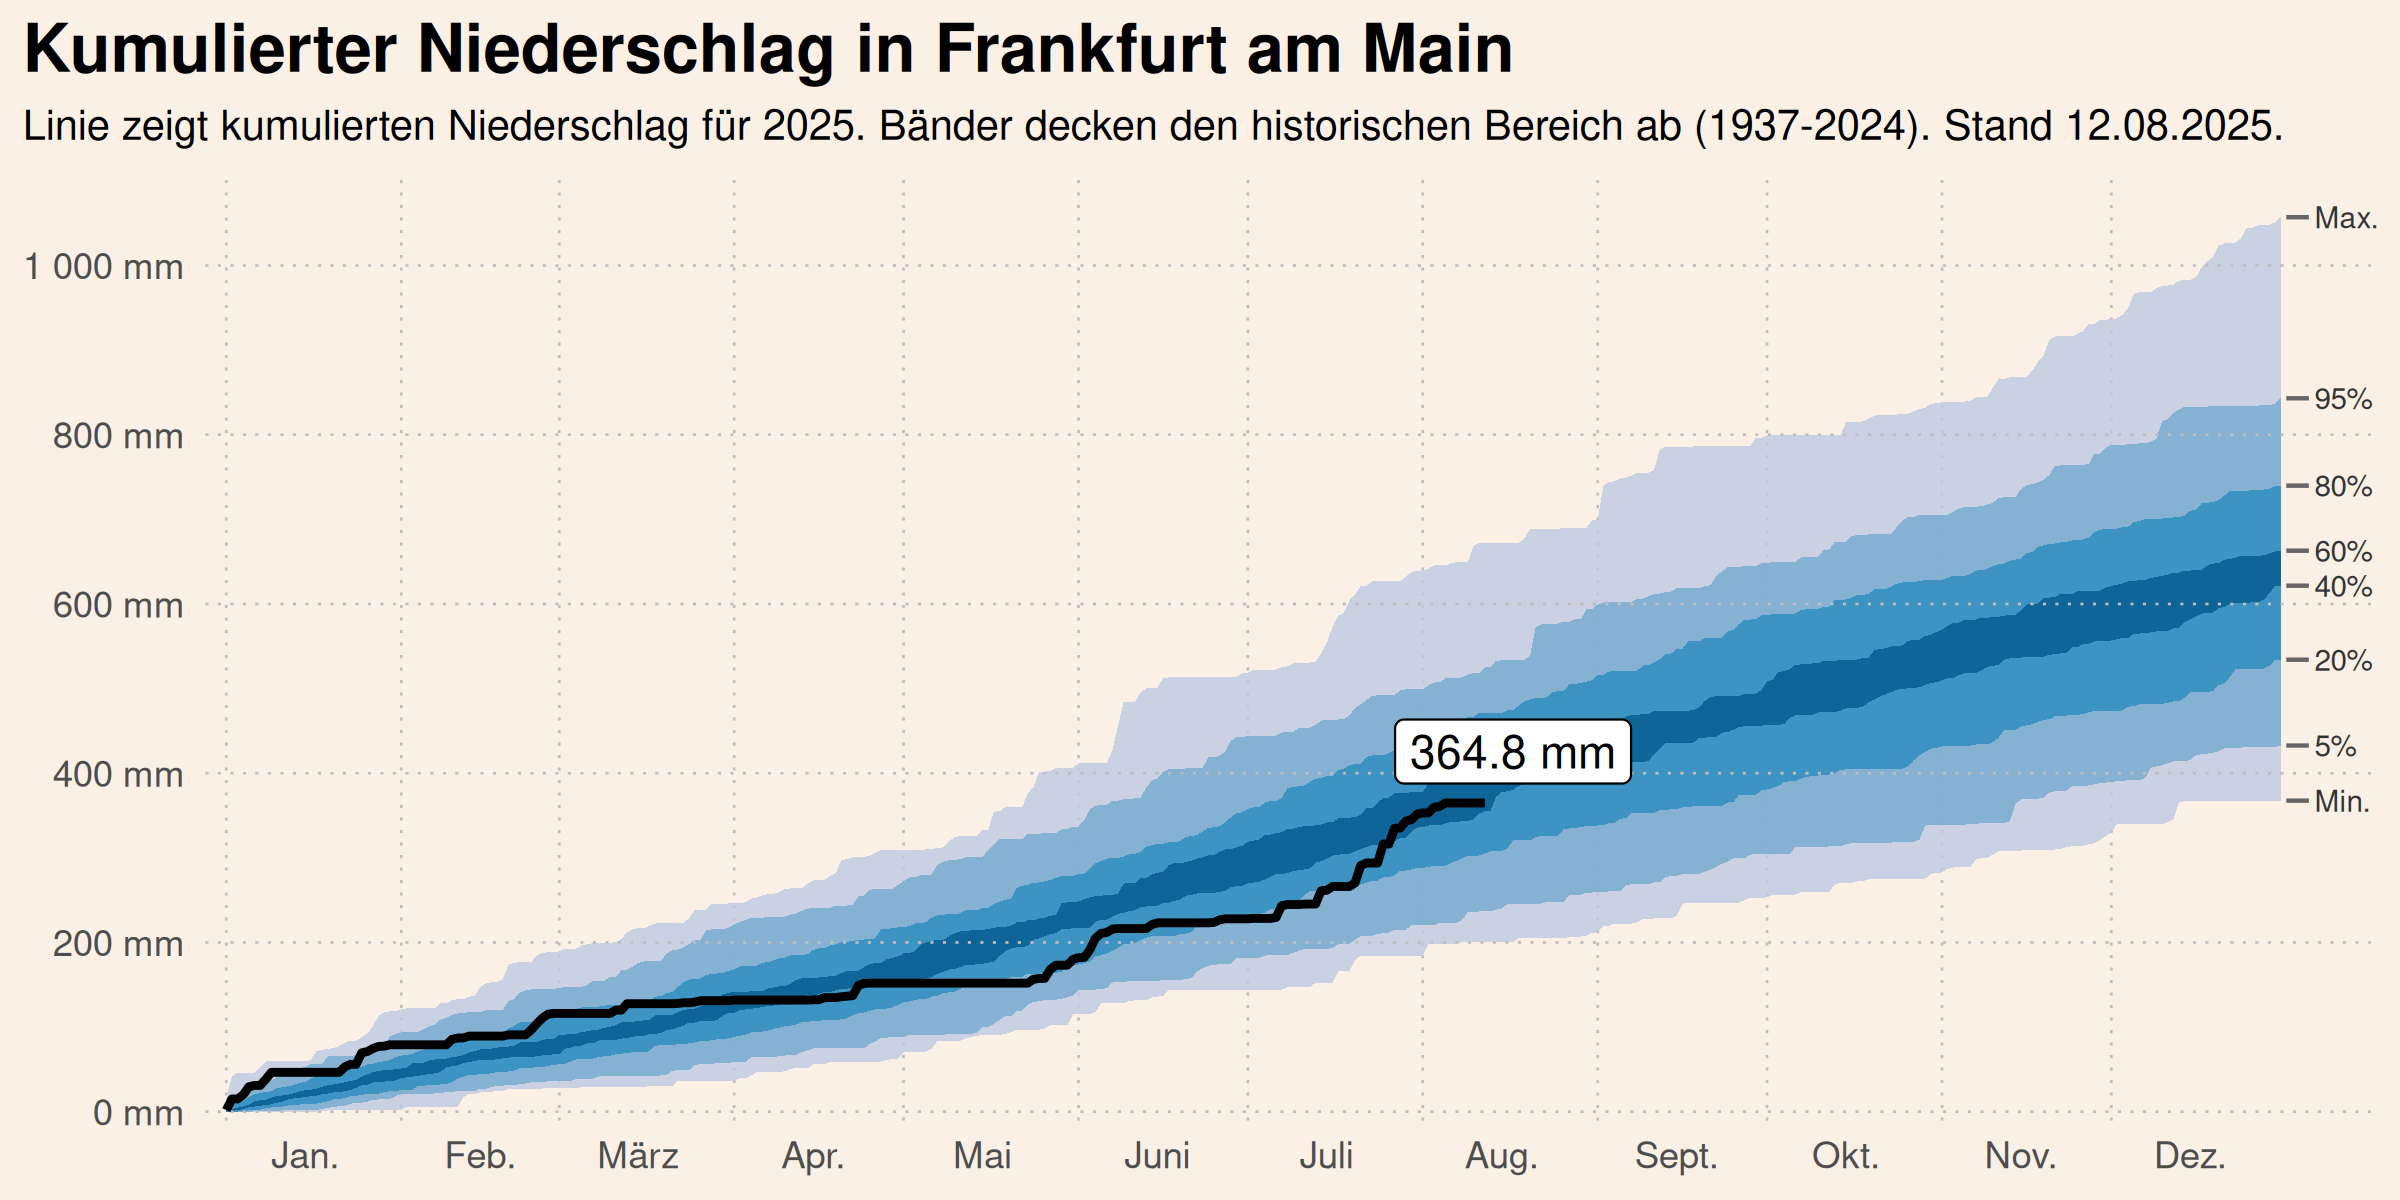 Kumulierter Niederschlag in Frankfurt am Main
Linie zeigt kumulierten Niederschlag für 2025. Bänder decken den historischen Bereich ab (1937-2024). Stand 12.08.2025.
Max.
1 000 mm
95%
800 mm
80%
60%
40%
600 mm
20%
364.8 mm
5%
400 mm
Min.
200 mm
0 mm
Jan. Feb. März Apr. Mai Juni Juli Aug. Sept. Okt. Nov. Dez.